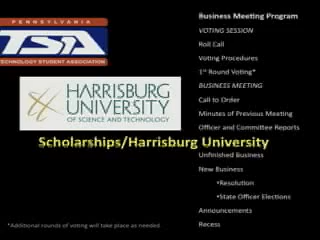 PENNSYLVANIA
TSA
TECHNOLOGY STUDENT ASSOCIATION
HARRISBURG
UNIVERSITY
OF SCIENCE AND TECHNOLOGY
Scholarships/Harrisburg University
Business Meeting Program
VOTING SESSION
Roll Call
Voting Procedures
1st Round Voting*
BUSINESS MEETING
Call to Order
Minutes of Previous Meeting
Officer and Committee Reports
Unfinished Business
New Business
•Resolution
•State Officer Elections
Announcements
Recess
*Additional rounds of voting will take place as needed